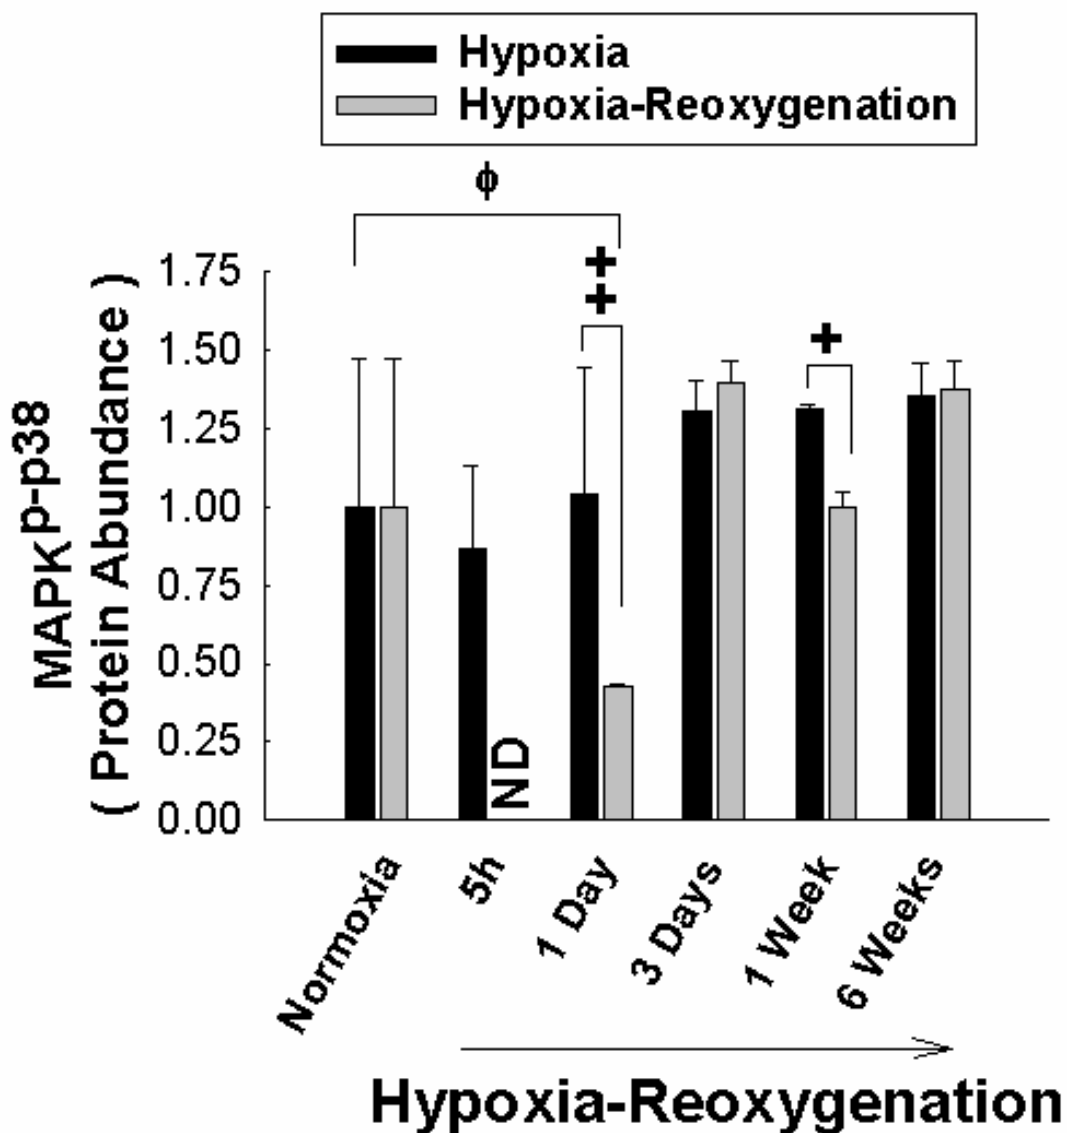 Hypoxia
Hypoxia-Reoxygenation
ϕ
++
+
1.75
1.50
1.25
1.00
0.75
0.50
0.25
0.00
MAPK p-p38
( Protein Abundance )
ND
Normoxia
5h
1 Day
3 Days
1 Week
6 Weeks
Hypoxia-Reoxygenation